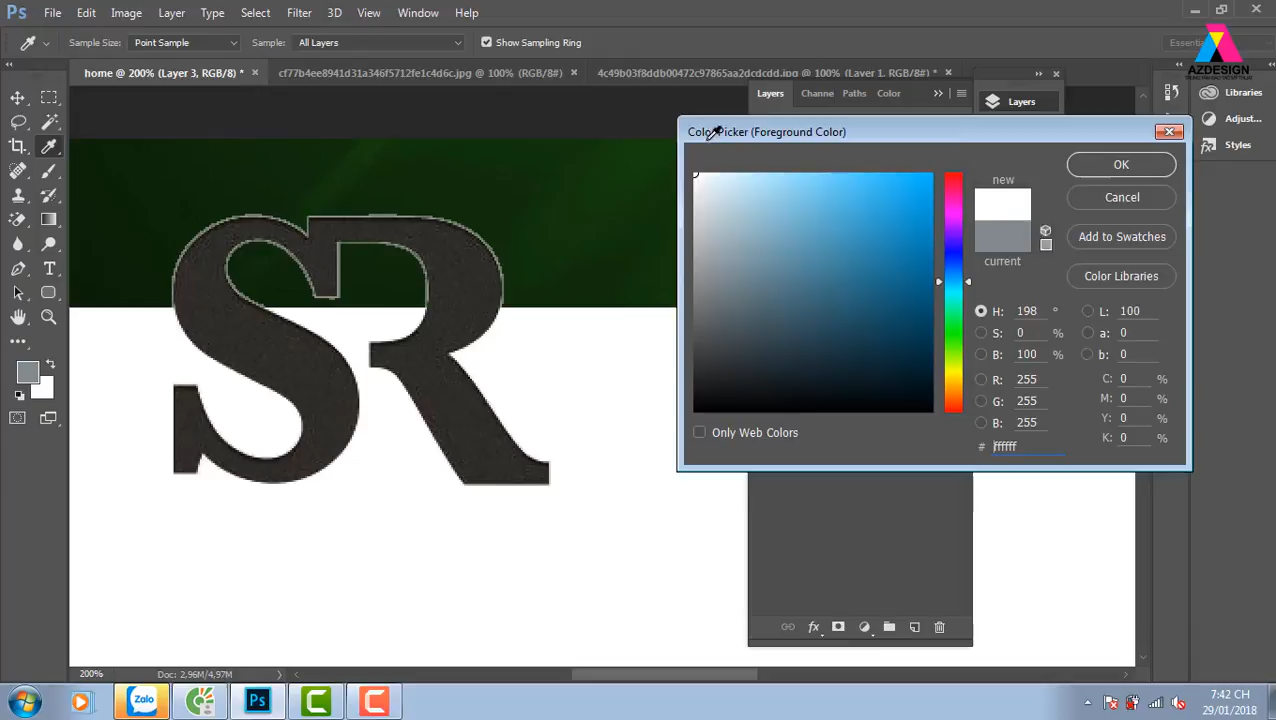 Ps File Edit Image Layer Type Select Filter 3D View Window Help
Sample Size: Point Sample Sample: All Layers Show Sampling Ring
AZDESIGN
home @ 200% (Layer 3, RGB/8) * cf77b4ee8941d31a346f5712fe1c4d6c.jpg @ 100% (RGB/8#) 4c49b03f8ddb00472c97865aa2dcdcdd.jpg @ 100% (Layer 1, RGB/8#) *
Layers Channe Paths Color
Layers
Libraries
Adjust...
Styles
Color Picker (Foreground Color)
OK
new
Cancel
Add to Swatches
current
Color Libraries
H: 198 ° L: 100
S: 0 % a: 0
B: 100 % b: 0
R: 255 C: 0 %
G: 255 M: 0 %
B: 255 Y: 0 %
Only Web Colors K: 0 %
# ffffff
SR
fx
200% Doc: 2,96M/4,97M
Zalo Ps
7:42 CH
29/01/2018